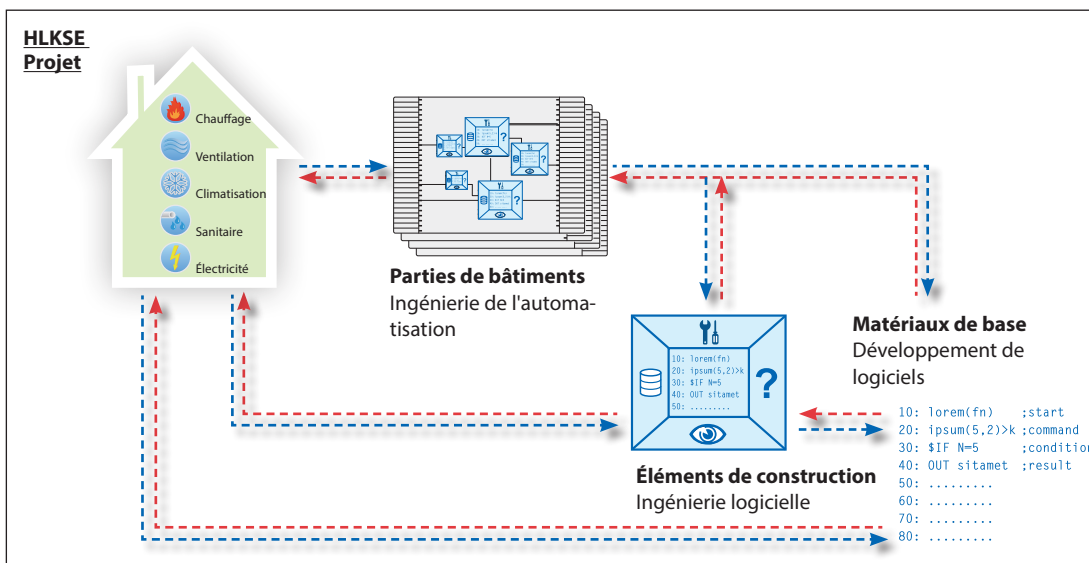 HLKSE
Projet
Chauffage
Ventilation
Climatisation
Sanitaire
Électricité
Parties de bâtiments
Ingénierie de l'automa-
tisation
10: lorem(fn)
20: ipsum(5,2)>k
30: $IF N=5
40: OUT sitamet
50: .........
?
Éléments de construction
Ingénierie logicielle
Matériaux de base
Développement de
logiciels
10: lorem(fn) ;start
20: ipsum(5,2)>k ;command
30: $IF N=5 ;condition
40: OUT sitamet ;result
50: .........
60: .........
70: .........
80: .........